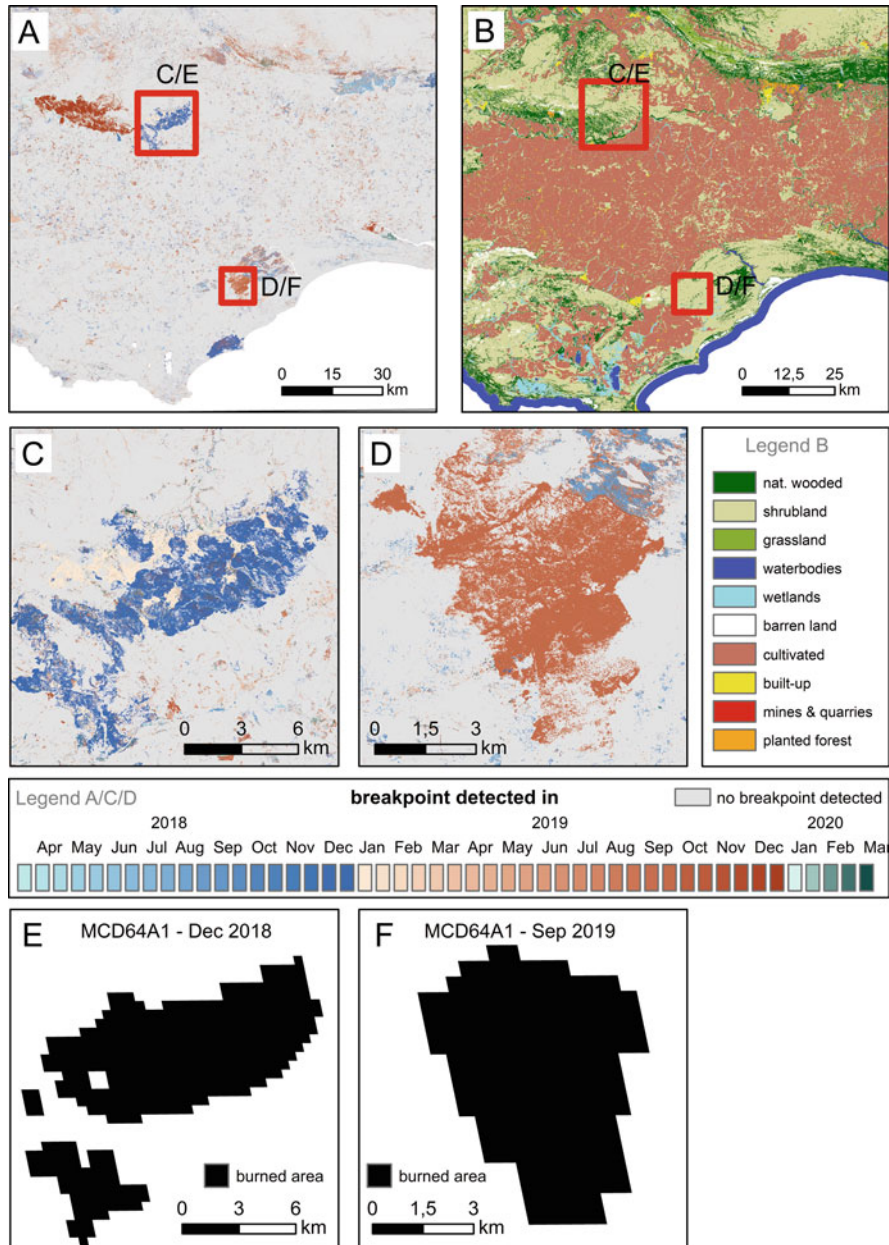 A
C/E
D/F
0 15 30
km
B
C/E
D/F
0 12,5 25
km
C
0 3 6
km
D
0 1,5 3
km
Legend B
nat. wooded
shrubland
grassland
waterbodies
wetlands
barren land
cultivated
built-up
mines & quarries
planted forest
Legend A/C/D breakpoint detected in no breakpoint detected
2018 2019 2020
Apr May Jun Jul Aug Sep Oct Nov Dec Jan Feb Mar Apr May Jun Jul Aug Sep Oct Nov Dec Jan Feb Mar
E MCD64A1 - Dec 2018
burned area
0 3 6
km
F MCD64A1 - Sep 2019
burned area
0 1,5 3
km